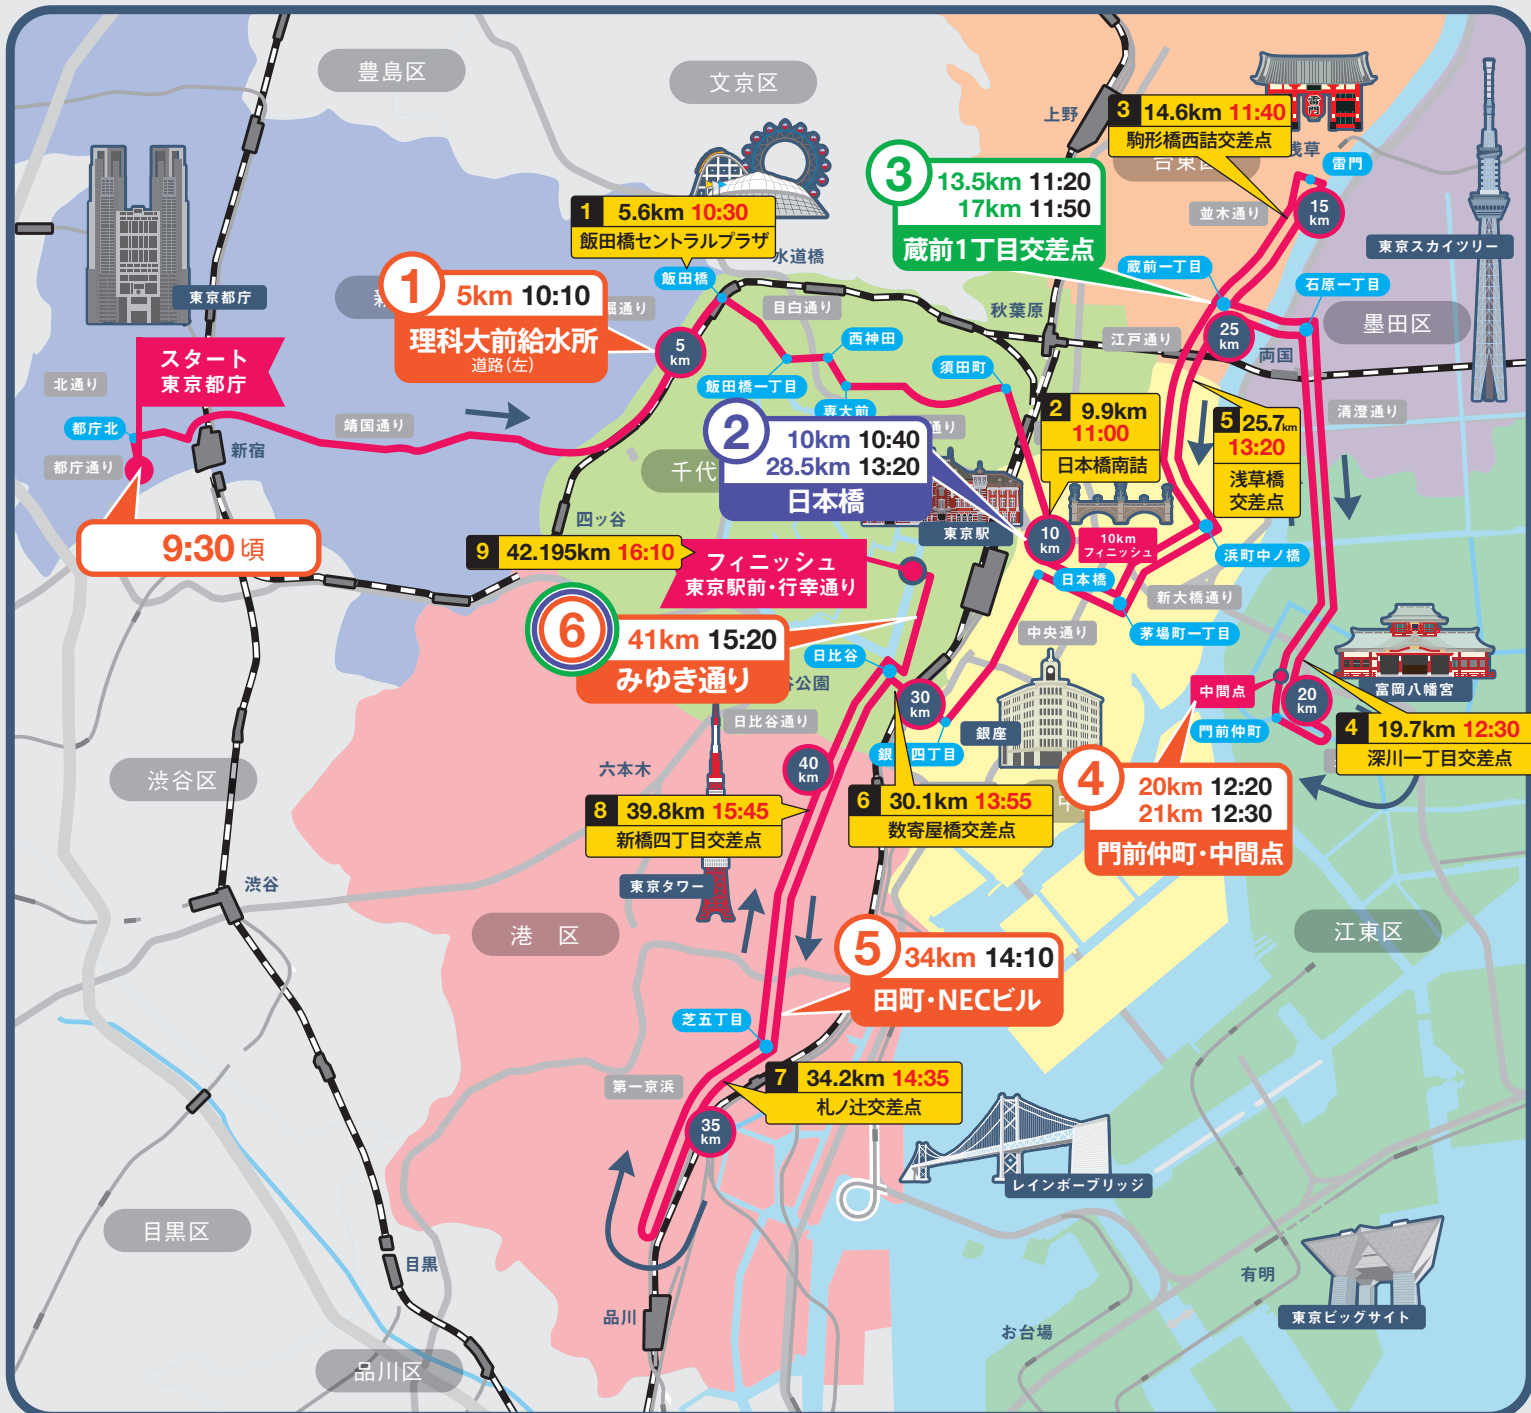 豊島区
文京区
上野
3 14.6km 11:40
駒形橋西詰交差点
浅草
雷門
15
km
並木通り
東京スカイツリー
3
13.5km 11:20
17km 11:50
蔵前1丁目交差点
蔵前一丁目
石原一丁目
墨田区
25
km
両国
江戸通り
秋葉原
1 5.6km 10:30
飯田橋セントラルプラザ
水道橋
飯田橋
目白通り
1
5km 10:10
理科大前給水所
道路(左)
5
km
西神田
飯田橋一丁目
専大前
須田町
東京都庁
スタート
東京都庁
北通り
都庁北
都庁通り
新宿
靖国通り
9:30頃
2
10km 10:40
28.5km 13:20
日本橋
2 9.9km
11:00
日本橋南詰
5 25.7km
13:20
浅草橋
交差点
清澄通り
千代
四ッ谷
東京駅
10
km
10km
フィニッシュ
浜町中ノ橋
日本橋
新大橋通り
茅場町一丁目
中央通り
9 42.195km 16:10
フィニッシュ
東京駅前・行幸通り
6
41km 15:20
みゆき通り
日比谷
公園
日比谷通り
30
km
銀座
四丁目
富岡八幡宮
中間点
20
km
門前仲町
4 19.7km 12:30
深川一丁目交差点
4
20km 12:20
21km 12:30
門前仲町・中間点
渋谷区
六本木
40
km
8 39.8km 15:45
新橋四丁目交差点
6 30.1km 13:55
数寄屋橋交差点
東京タワー
渋谷
港 区
5
34km 14:10
田町・NECビル
江東区
芝五丁目
第一京浜
7 34.2km 14:35
札ノ辻交差点
35
km
レインボーブリッジ
目黒区
目黒
品川
有明
東京ビッグサイト
お台場
品川区